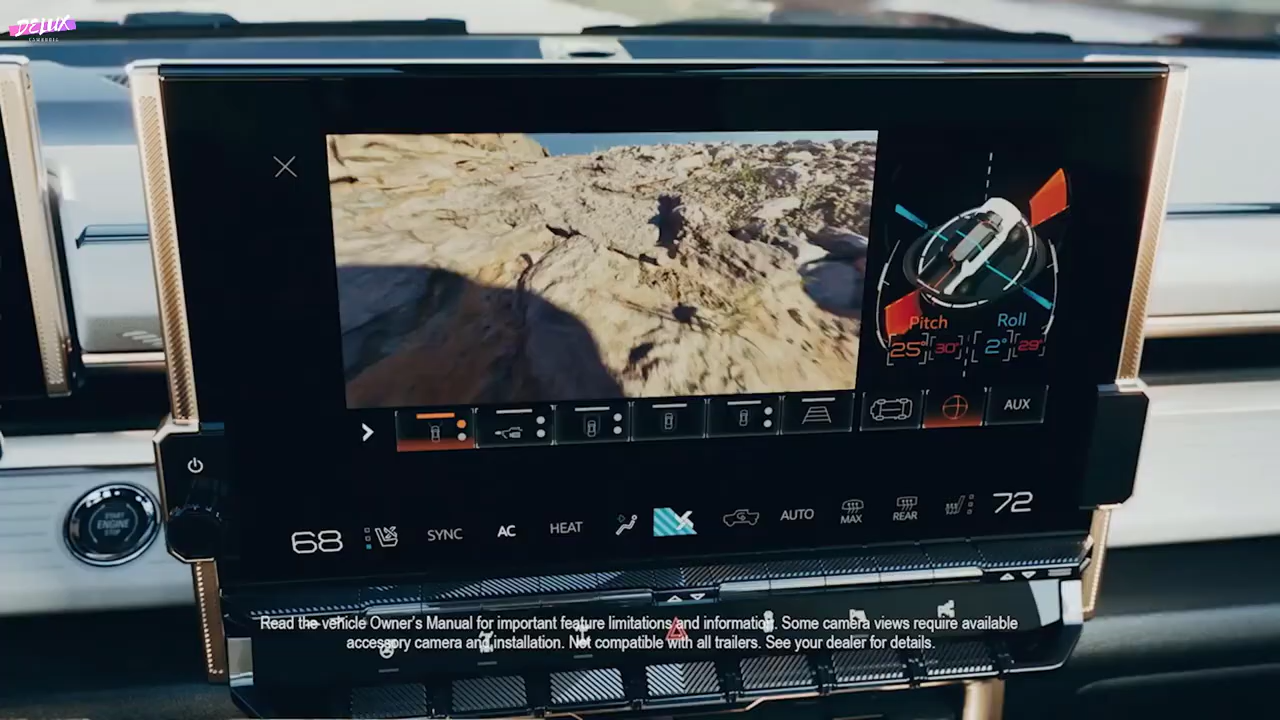 DELUX
Pitch Roll
25° 30° 2° 29°
AUX
START
ENGINE
STOP
68 SYNC AC HEAT AUTO MAX REAR 72
Read the vehicle Owner's Manual for important feature limitations and information. Some camera views require available
accessory camera and installation. Not compatible with all trailers. See your dealer for details.